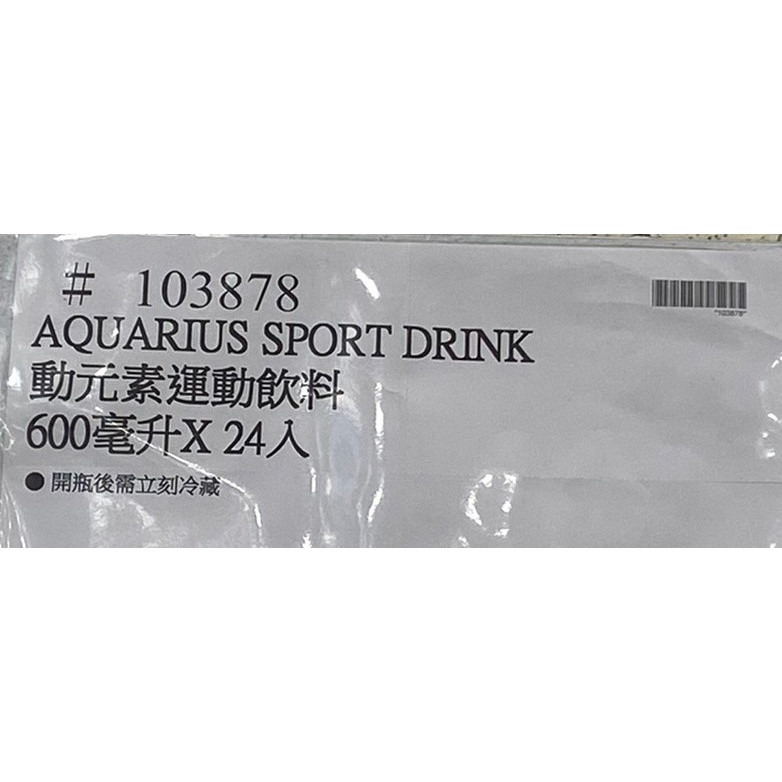 # 103878
"103878"
AQUARIUS SPORT DRINK
動元素運動飲料
600毫升X 24入
● 開瓶後需立刻冷藏